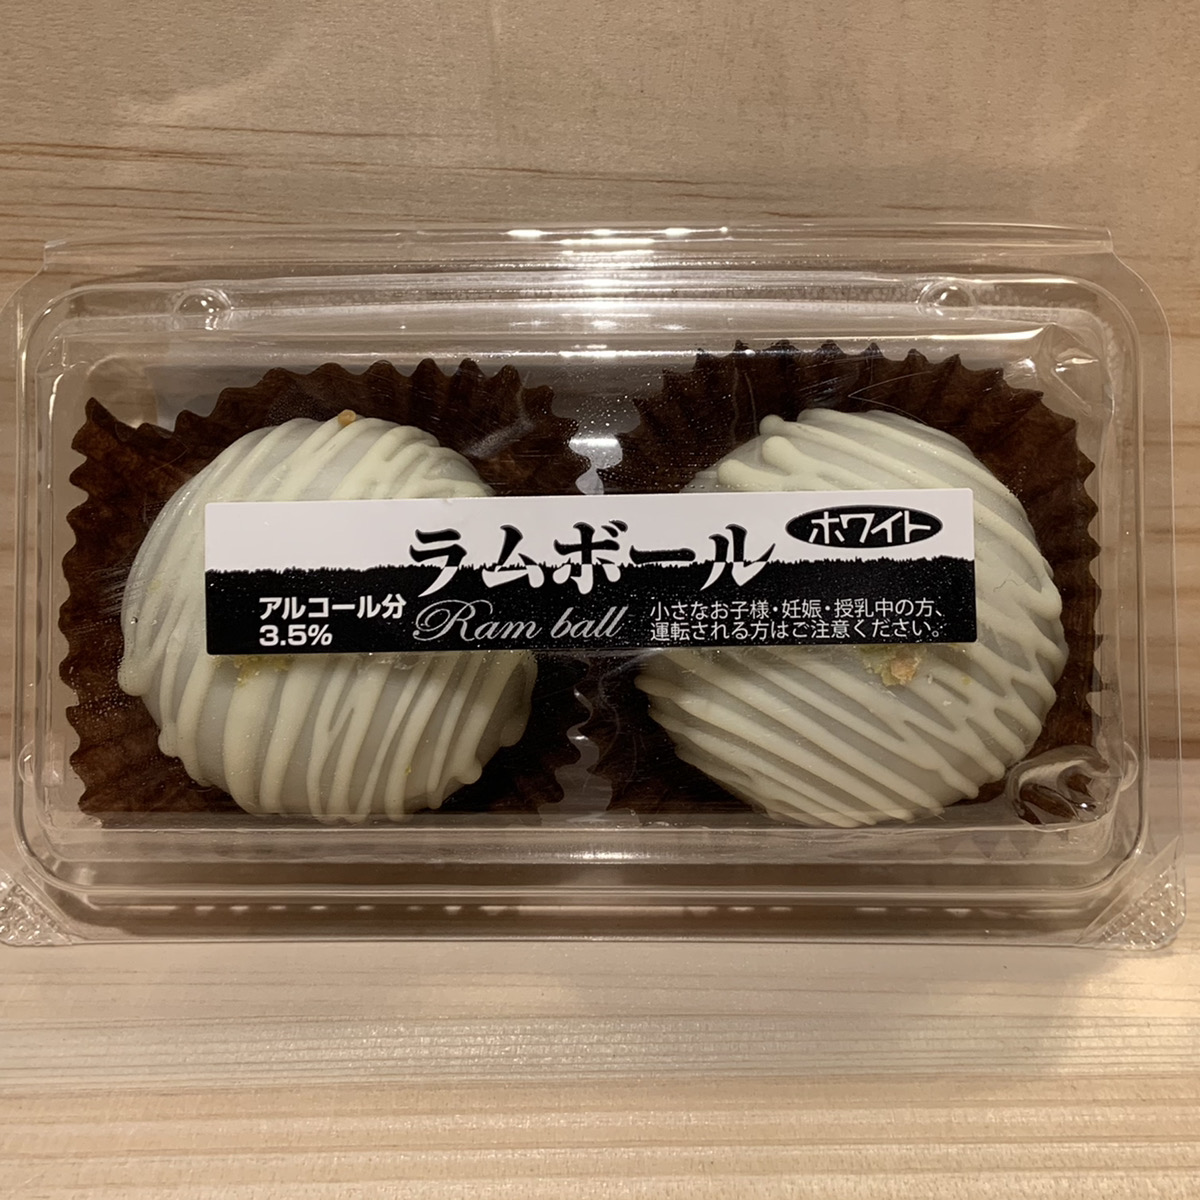 ラムボール
ホワイト
アルコール分
3.5%
Ram ball
小さなお子様・妊娠・授乳中の方、
運転される方はご注意ください。